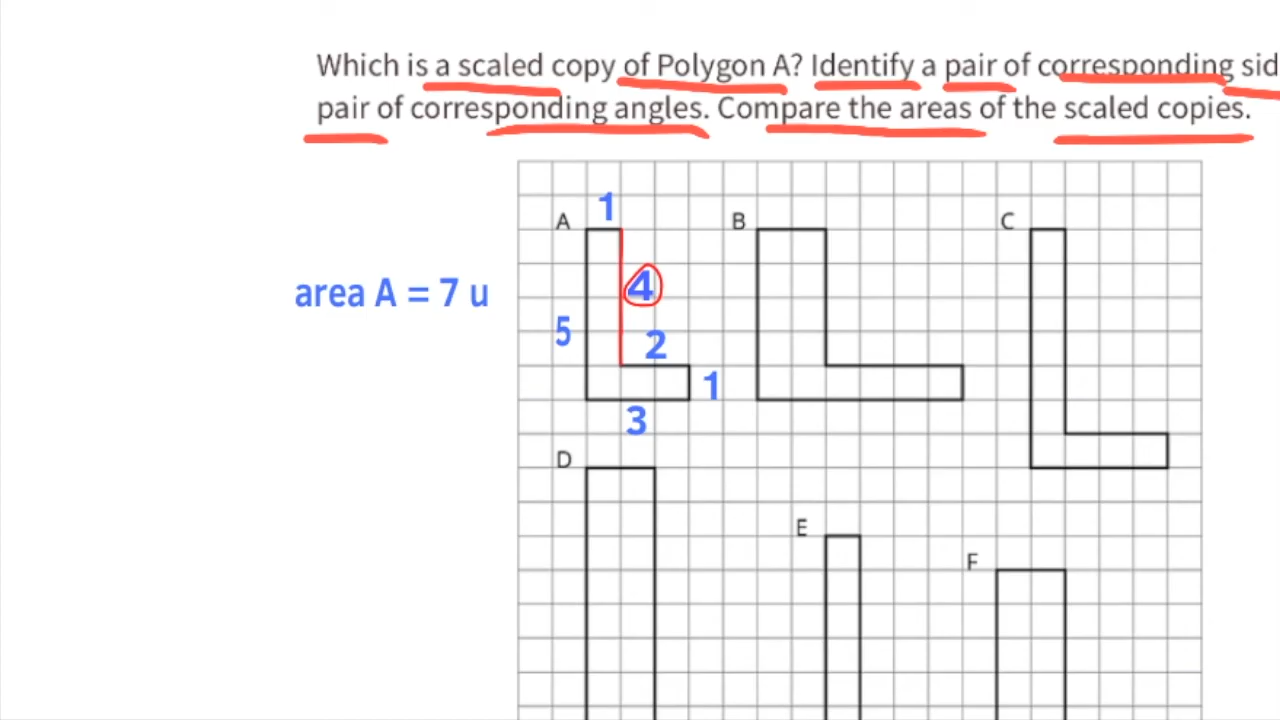 Which is a scaled copy of Polygon A? Identify a pair of corresponding sid
pair of corresponding angles. Compare the areas of the scaled copies.
1
A
B
C
4
area A = 7 u
5
2
1
3
D
E
F